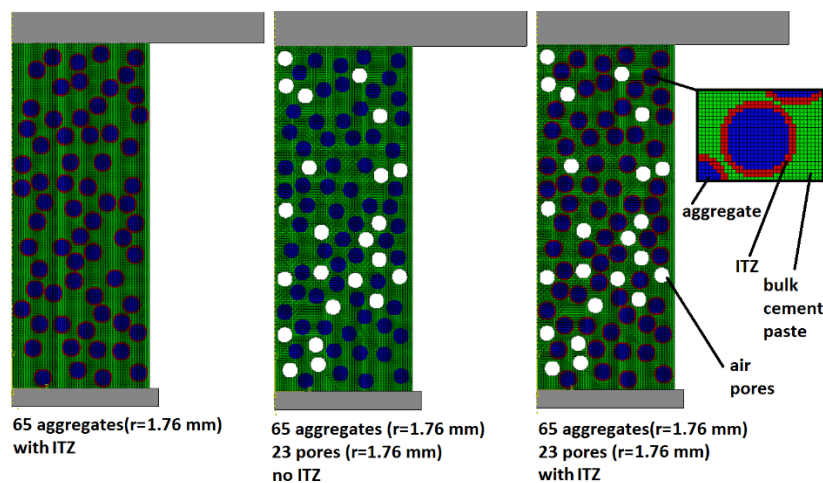 aggregate
ITZ
bulk
cement
paste
air
pores
65 aggregates(r=1.76 mm)
with ITZ
65 aggregates (r=1.76 mm)
23 pores (r=1.76 mm)
no ITZ
65 aggregates(r=1.76 mm)
23 pores (r=1.76 mm)
with ITZ